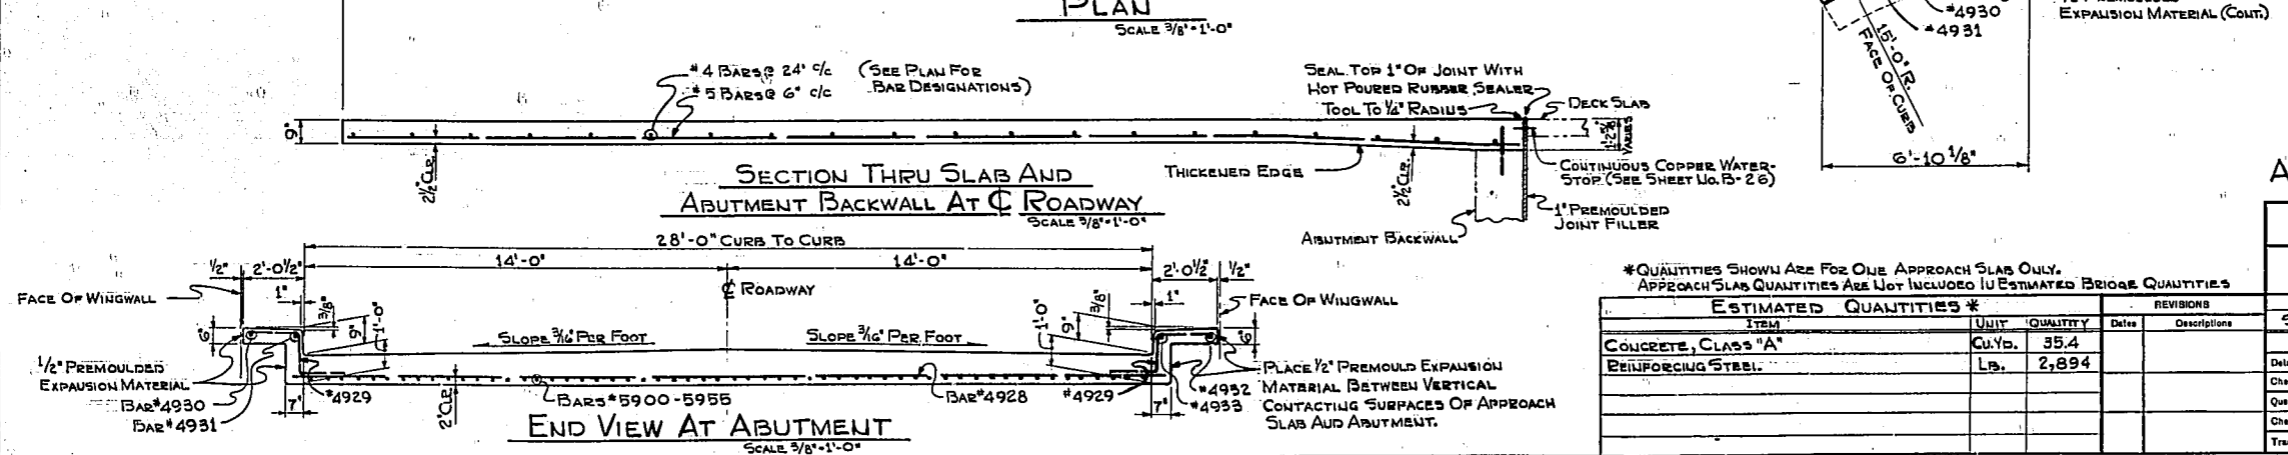 PLAN
SCALE 3/8"=1'-0"
#4930
#4931
EXPANSION MATERIAL (CONT.)
15'-0" R.
FACE OF CURB
6'-10 1/8"
#4 BARS @ 24" c/c (SEE PLAN FOR
#5 BARS @ 6" c/c BAR DESIGNATIONS)
SEAL TOP 1" OF JOINT WITH
HOT POURED RUBBER SEALER
TOOL TO 1/4" RADIUS
DECK SLAB
9"
2 1/2" CLR.
THICKENED EDGE
2 1/2" CLR.
VARIES
CONTINUOUS COPPER WATER-
STOP (SEE SHEET NO. B-26)
1" PREMOULDED
JOINT FILLER
ABUTMENT BACKWALL
SECTION THRU SLAB AND
ABUTMENT BACKWALL AT ℄ ROADWAY
SCALE 3/8"=1'-0"
28'-0" CURB TO CURB
14'-0"
14'-0"
℄ ROADWAY
1/2"
2'-0 1/2"
1"
3/8"
9"
1'-0"
6"
FACE OF WINGWALL
SLOPE 3/16" PER FOOT
SLOPE 3/16" PER FOOT
2'-0 1/2"
1/2"
1"
3/8"
9"
1'-0"
6"
FACE OF WINGWALL
1/2" PREMOULDED
EXPANSION MATERIAL
BAR #4930
BAR #4931
7"
#4929
2" CLR.
BARS #5900-5955
BAR #4928
#4929
7"
#4932
#4933
PLACE 1/2" PREMOULD EXPANSION
MATERIAL BETWEEN VERTICAL
CONTACTING SURFACES OF APPROACH
SLAB AND ABUTMENT.
END VIEW AT ABUTMENT
SCALE 3/8"=1'-0"
*QUANTITIES SHOWN ARE FOR ONE APPROACH SLAB ONLY.
APPROACH SLAB QUANTITIES ARE NOT INCLUDED IN ESTIMATED BRIDGE QUANTITIES
ESTIMATED QUANTITIES *
ITEM UNIT QUANTITY
CONCRETE, CLASS "A" CU.YD. 35.4
REINFORCING STEEL LB. 2,894
REVISIONS
Dates Descriptions